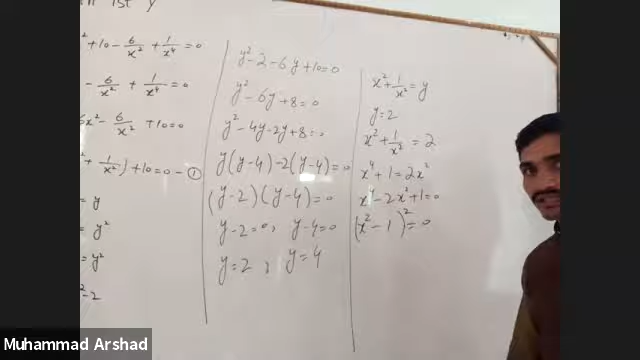 1st y
² + 10 - 6/x² + 1/x⁴ = 0
- 6/x² + 1/x⁴ = 0
6x² - 6/x² + 10 = 0
² + 1/x²) + 10 = 0 - ①
= y
= y²
= y²
² - 2
y² - 2 - 6y + 10 = 0
y² - 6y + 8 = 0
y² - 4y - 2y + 8 = 0
y(y-4) - 2(y-4) = 0
(y-2)(y-4) = 0
y-2=0, y-4=0
y=2, y=4
x² + 1/x² = y
y = 2
x² + 1/x² = 2
x⁴ + 1 = 2x²
x⁴ - 2x² + 1 = 0
(x² - 1)² = 0
Muhammad Arshad